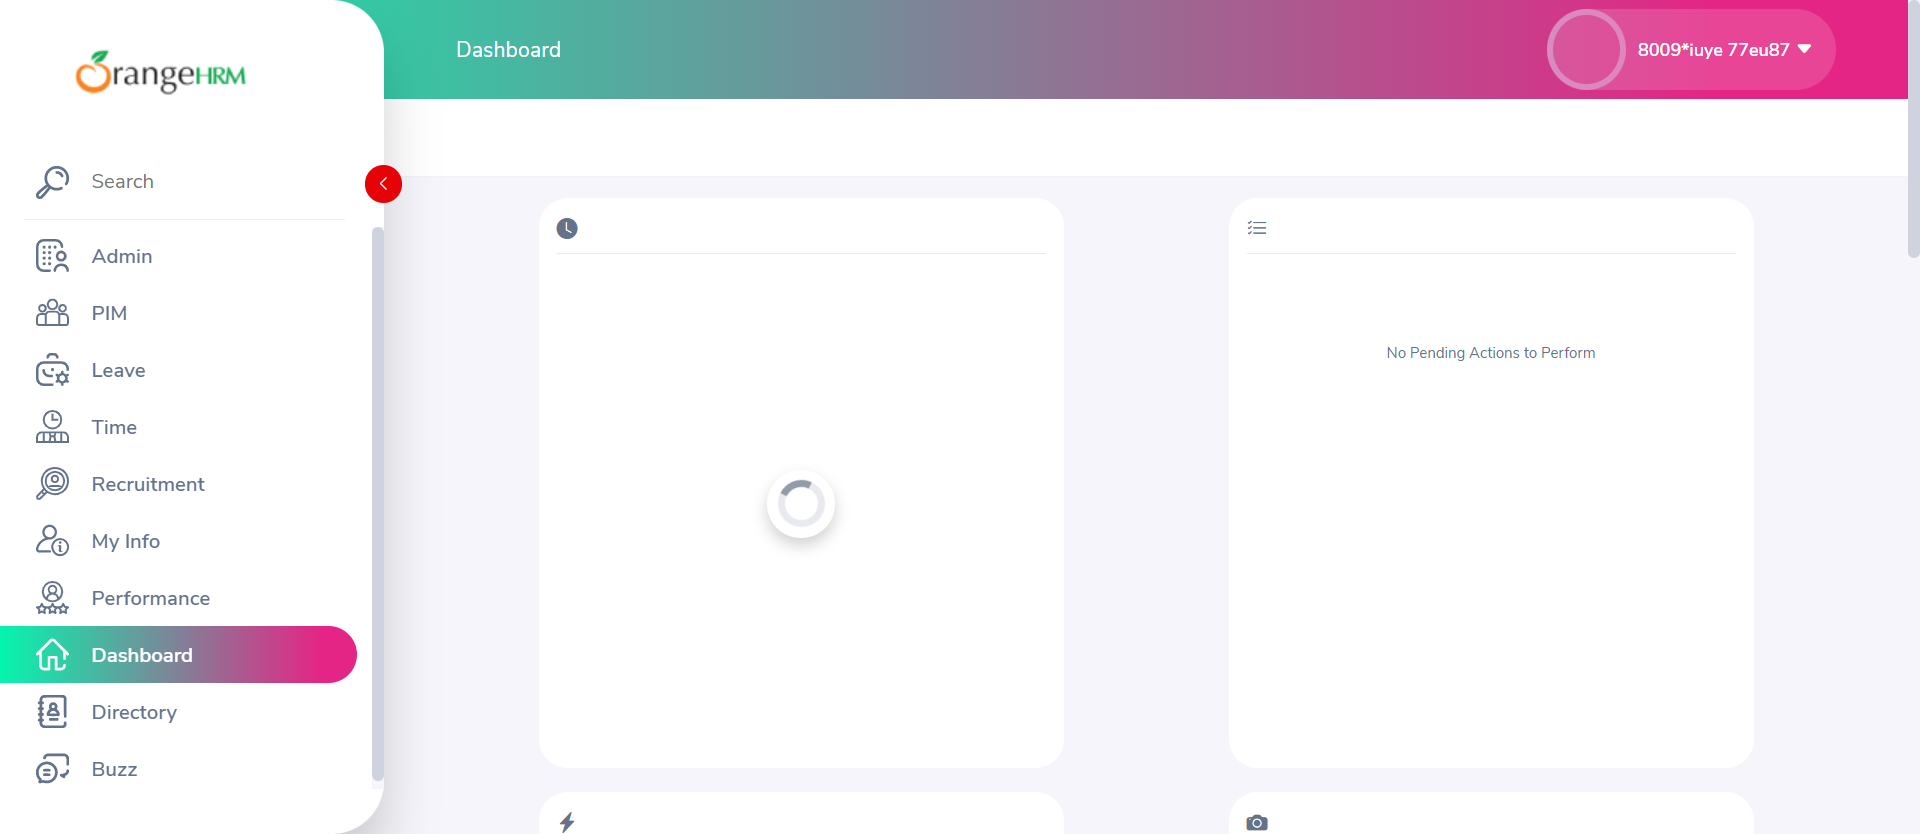 OrangeHRM
Dashboard
8009*iuye 77eu87
Search
Admin
PIM
Leave
Time
Recruitment
My Info
Performance
Dashboard
Directory
Buzz
No Pending Actions to Perform